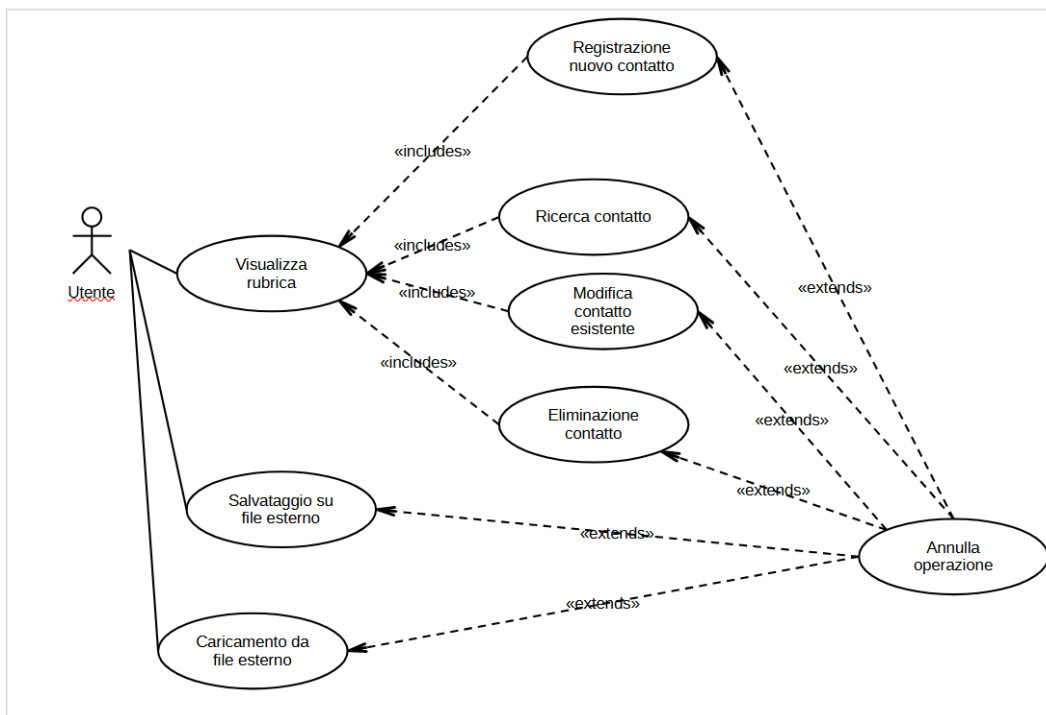 Registrazione
nuovo contatto
«includes»
Ricerca contatto
«includes»
Utente
Visualizza
rubrica
«includes»
Modifica
contatto
esistente
«extends»
«includes»
«extends»
Eliminazione
contatto
«extends»
«extends»
Salvataggio su
file esterno
«extends»
Annulla
operazione
«extends»
Caricamento da
file esterno